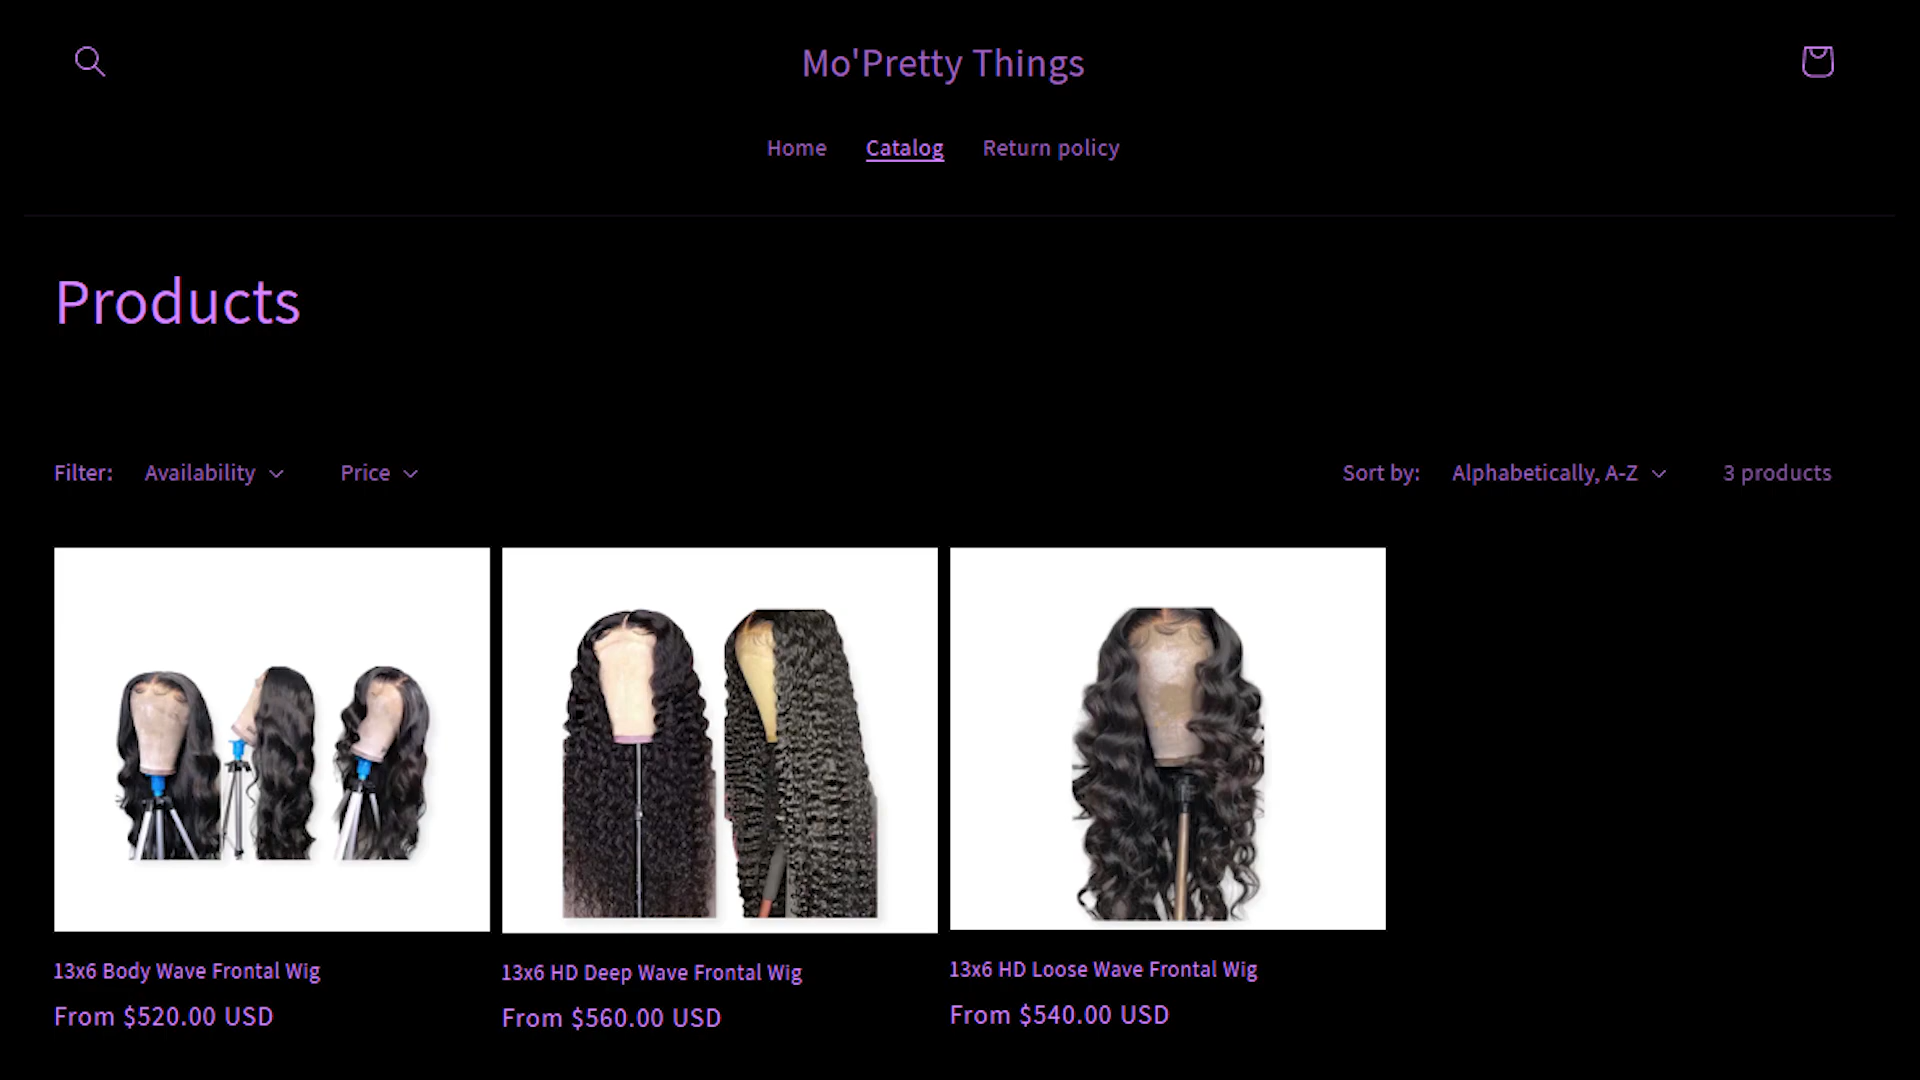 Mo'Pretty Things
Home Catalog Return policy
Products
Filter: Availability Price Sort by: Alphabetically, A-Z 3 products
13x6 Body Wave Frontal Wig
From $520.00 USD
13x6 HD Deep Wave Frontal Wig
From $560.00 USD
13x6 HD Loose Wave Frontal Wig
From $540.00 USD